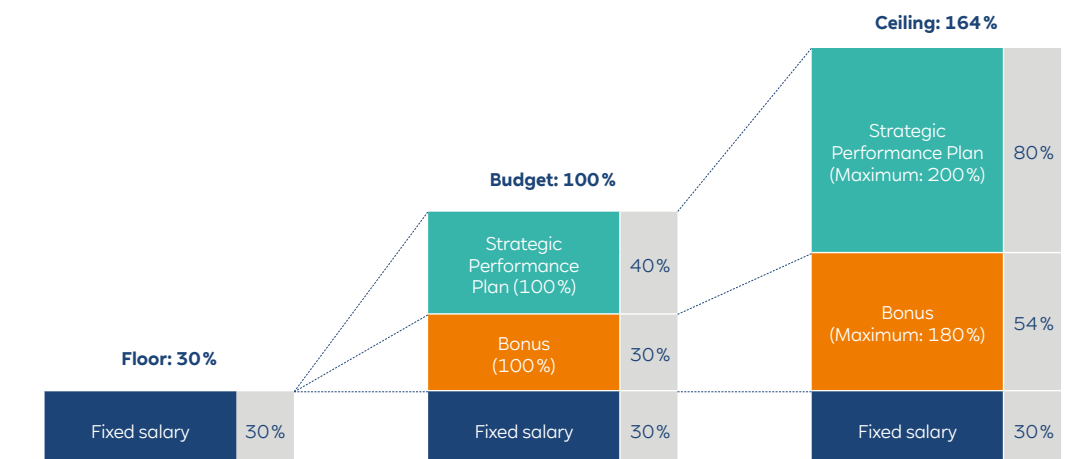 Ceiling: 164%
Strategic
Performance Plan
(Maximum: 200%)
80%
Budget: 100%
Strategic
Performance
Plan (100%)
40%
Bonus
(Maximum: 180%)
54%
Bonus
(100%)
30%
Floor: 30%
Fixed salary
30%
Fixed salary
30%
Fixed salary
30%